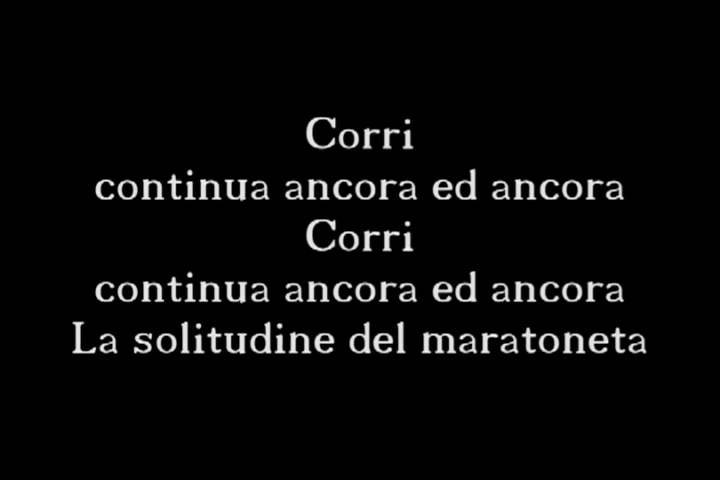 Corri
continua ancora ed ancora
Corri
continua ancora ed ancora
La solitudine del maratoneta